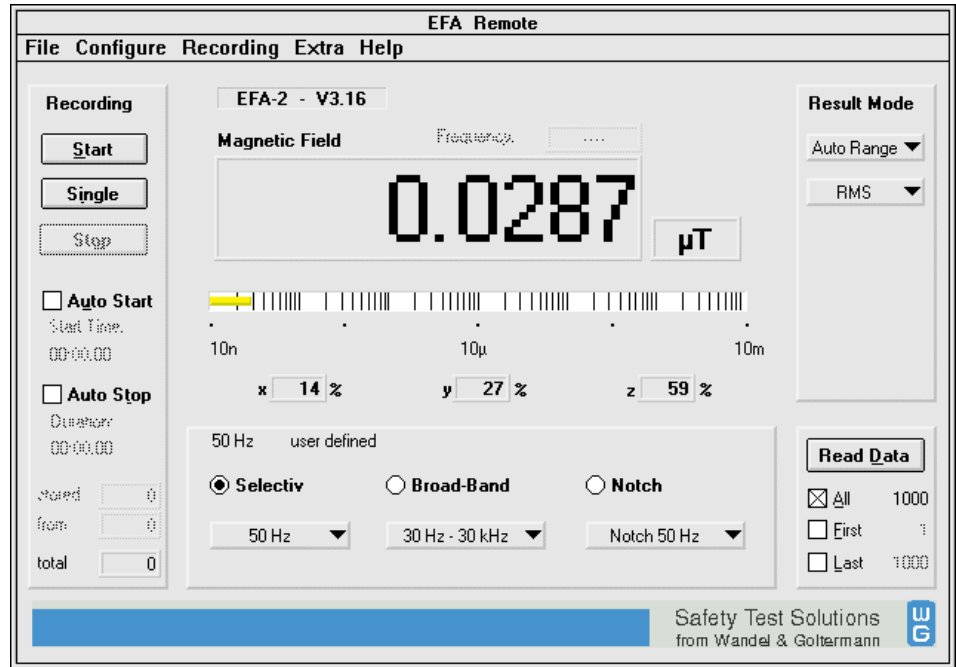 EFA Remote
File Configure Recording Extra Help
Recording
Start
Single
Stop
Auto Start
Start Time.
00:00.00
Auto Stop
Duration:
00:00.00
stored 0
from 0
total 0
EFA-2 - V3.16
Magnetic Field Frequency. ....
0.0287 µT
10n 10µ 10m
x 14 % y 27 % z 59 %
50 Hz user defined
Selectiv Broad-Band Notch
50 Hz 30 Hz - 30 kHz Notch 50 Hz
Result Mode
Auto Range
RMS
Read Data
All 1000
First 1
Last 1000
Safety Test Solutions
from Wandel & Goltermann
WG